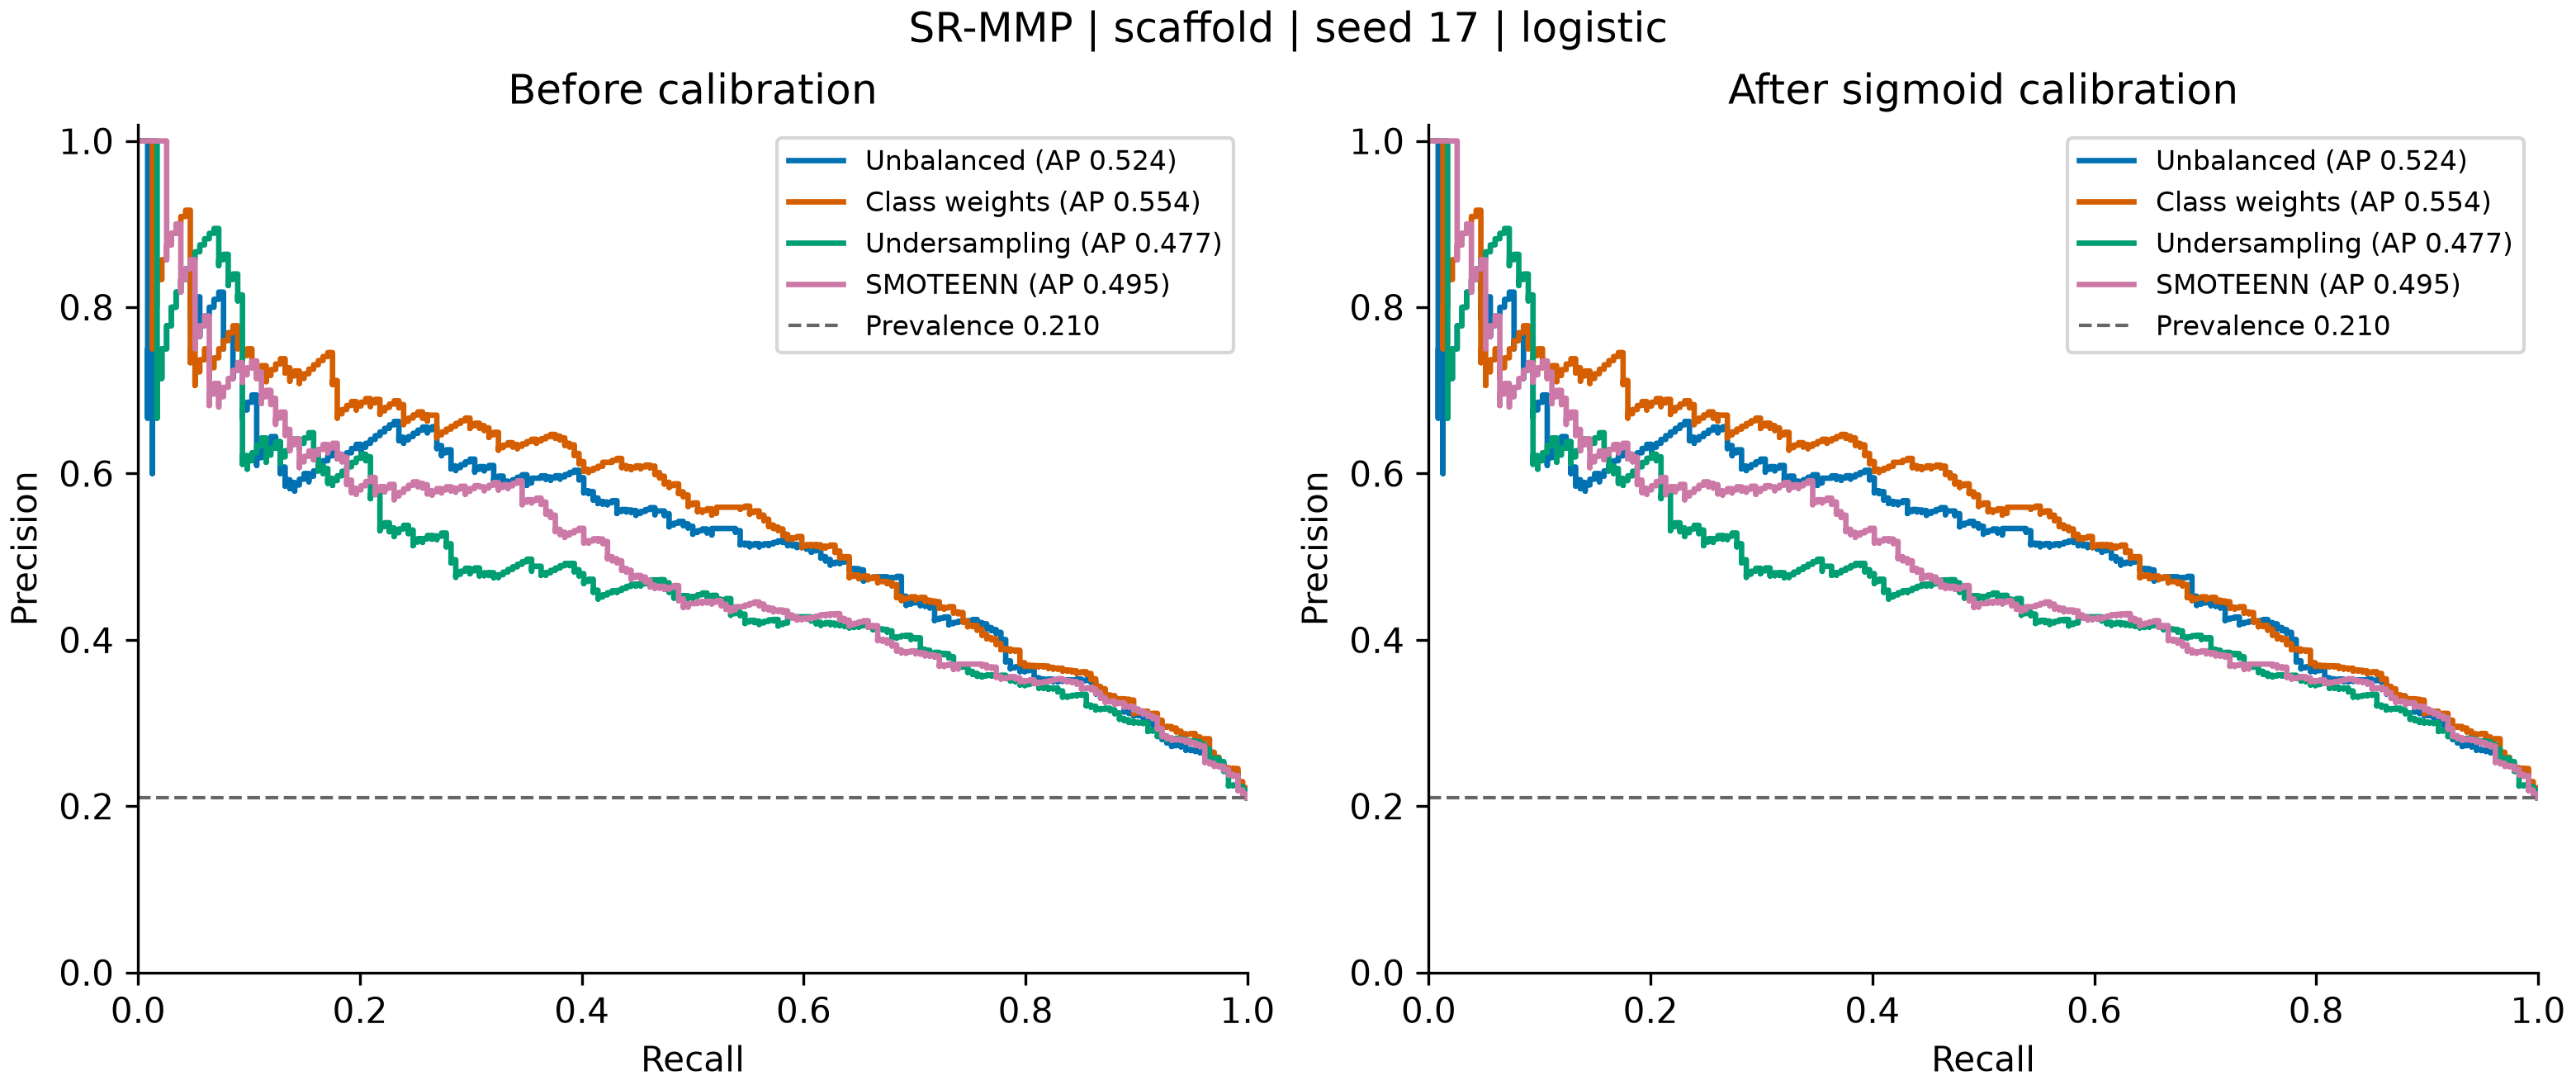 SR-MMP | scaffold | seed 17 | logistic
Before calibration
1.0
0.8
0.6
0.4
0.2
0.0
Precision
Unbalanced (AP 0.524)
Class weights (AP 0.554)
Undersampling (AP 0.477)
SMOTEENN (AP 0.495)
Prevalence 0.210
0.0 0.2 0.4 0.6 0.8 1.0
Recall
After sigmoid calibration
1.0
0.8
0.6
0.4
0.2
0.0
Precision
Unbalanced (AP 0.524)
Class weights (AP 0.554)
Undersampling (AP 0.477)
SMOTEENN (AP 0.495)
Prevalence 0.210
0.0 0.2 0.4 0.6 0.8 1.0
Recall